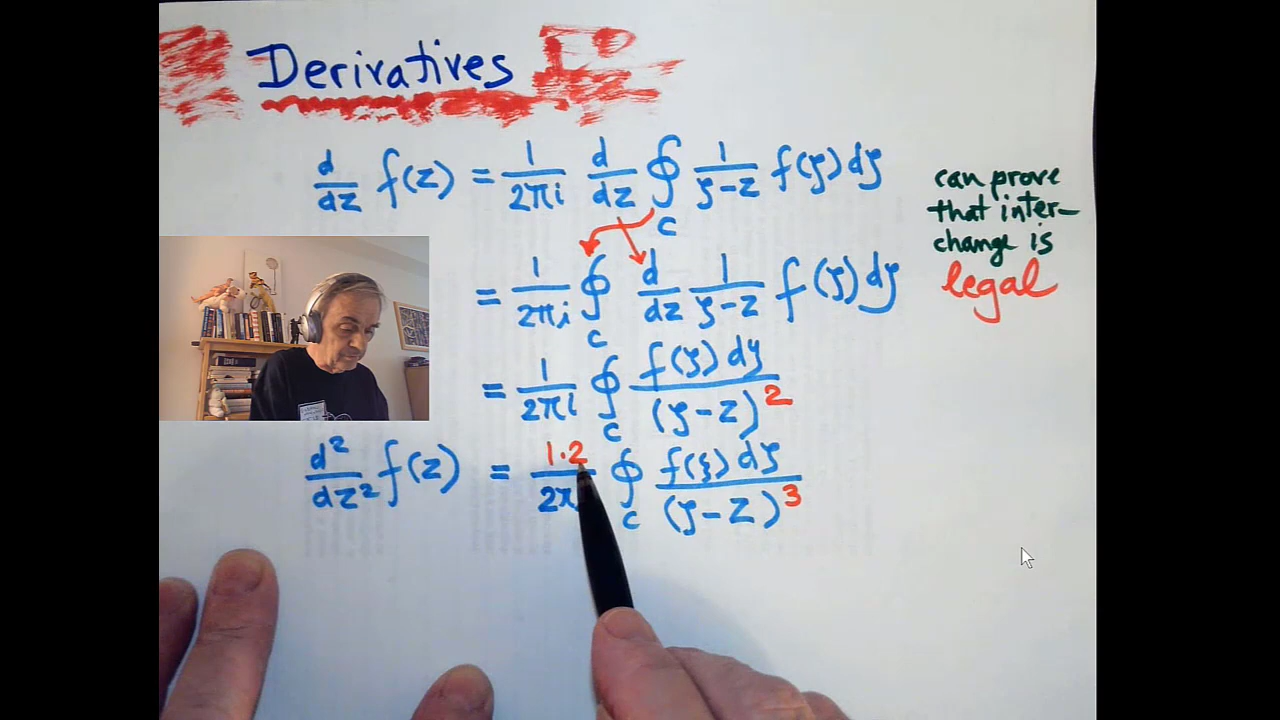 Derivatives
d/dz f(z) = 1/2πi d/dz ∮_C 1/ζ-z f(ζ) dζ
can prove
that inter-
change is
legal
= 1/2πi ∮_C d/dz 1/ζ-z f(ζ) dζ
= 1/2πi ∮_C f(ζ) dζ/(ζ-z)²
d²/dz² f(z) = 1·2/2π ∮_C f(ζ) dζ/(ζ-z)³